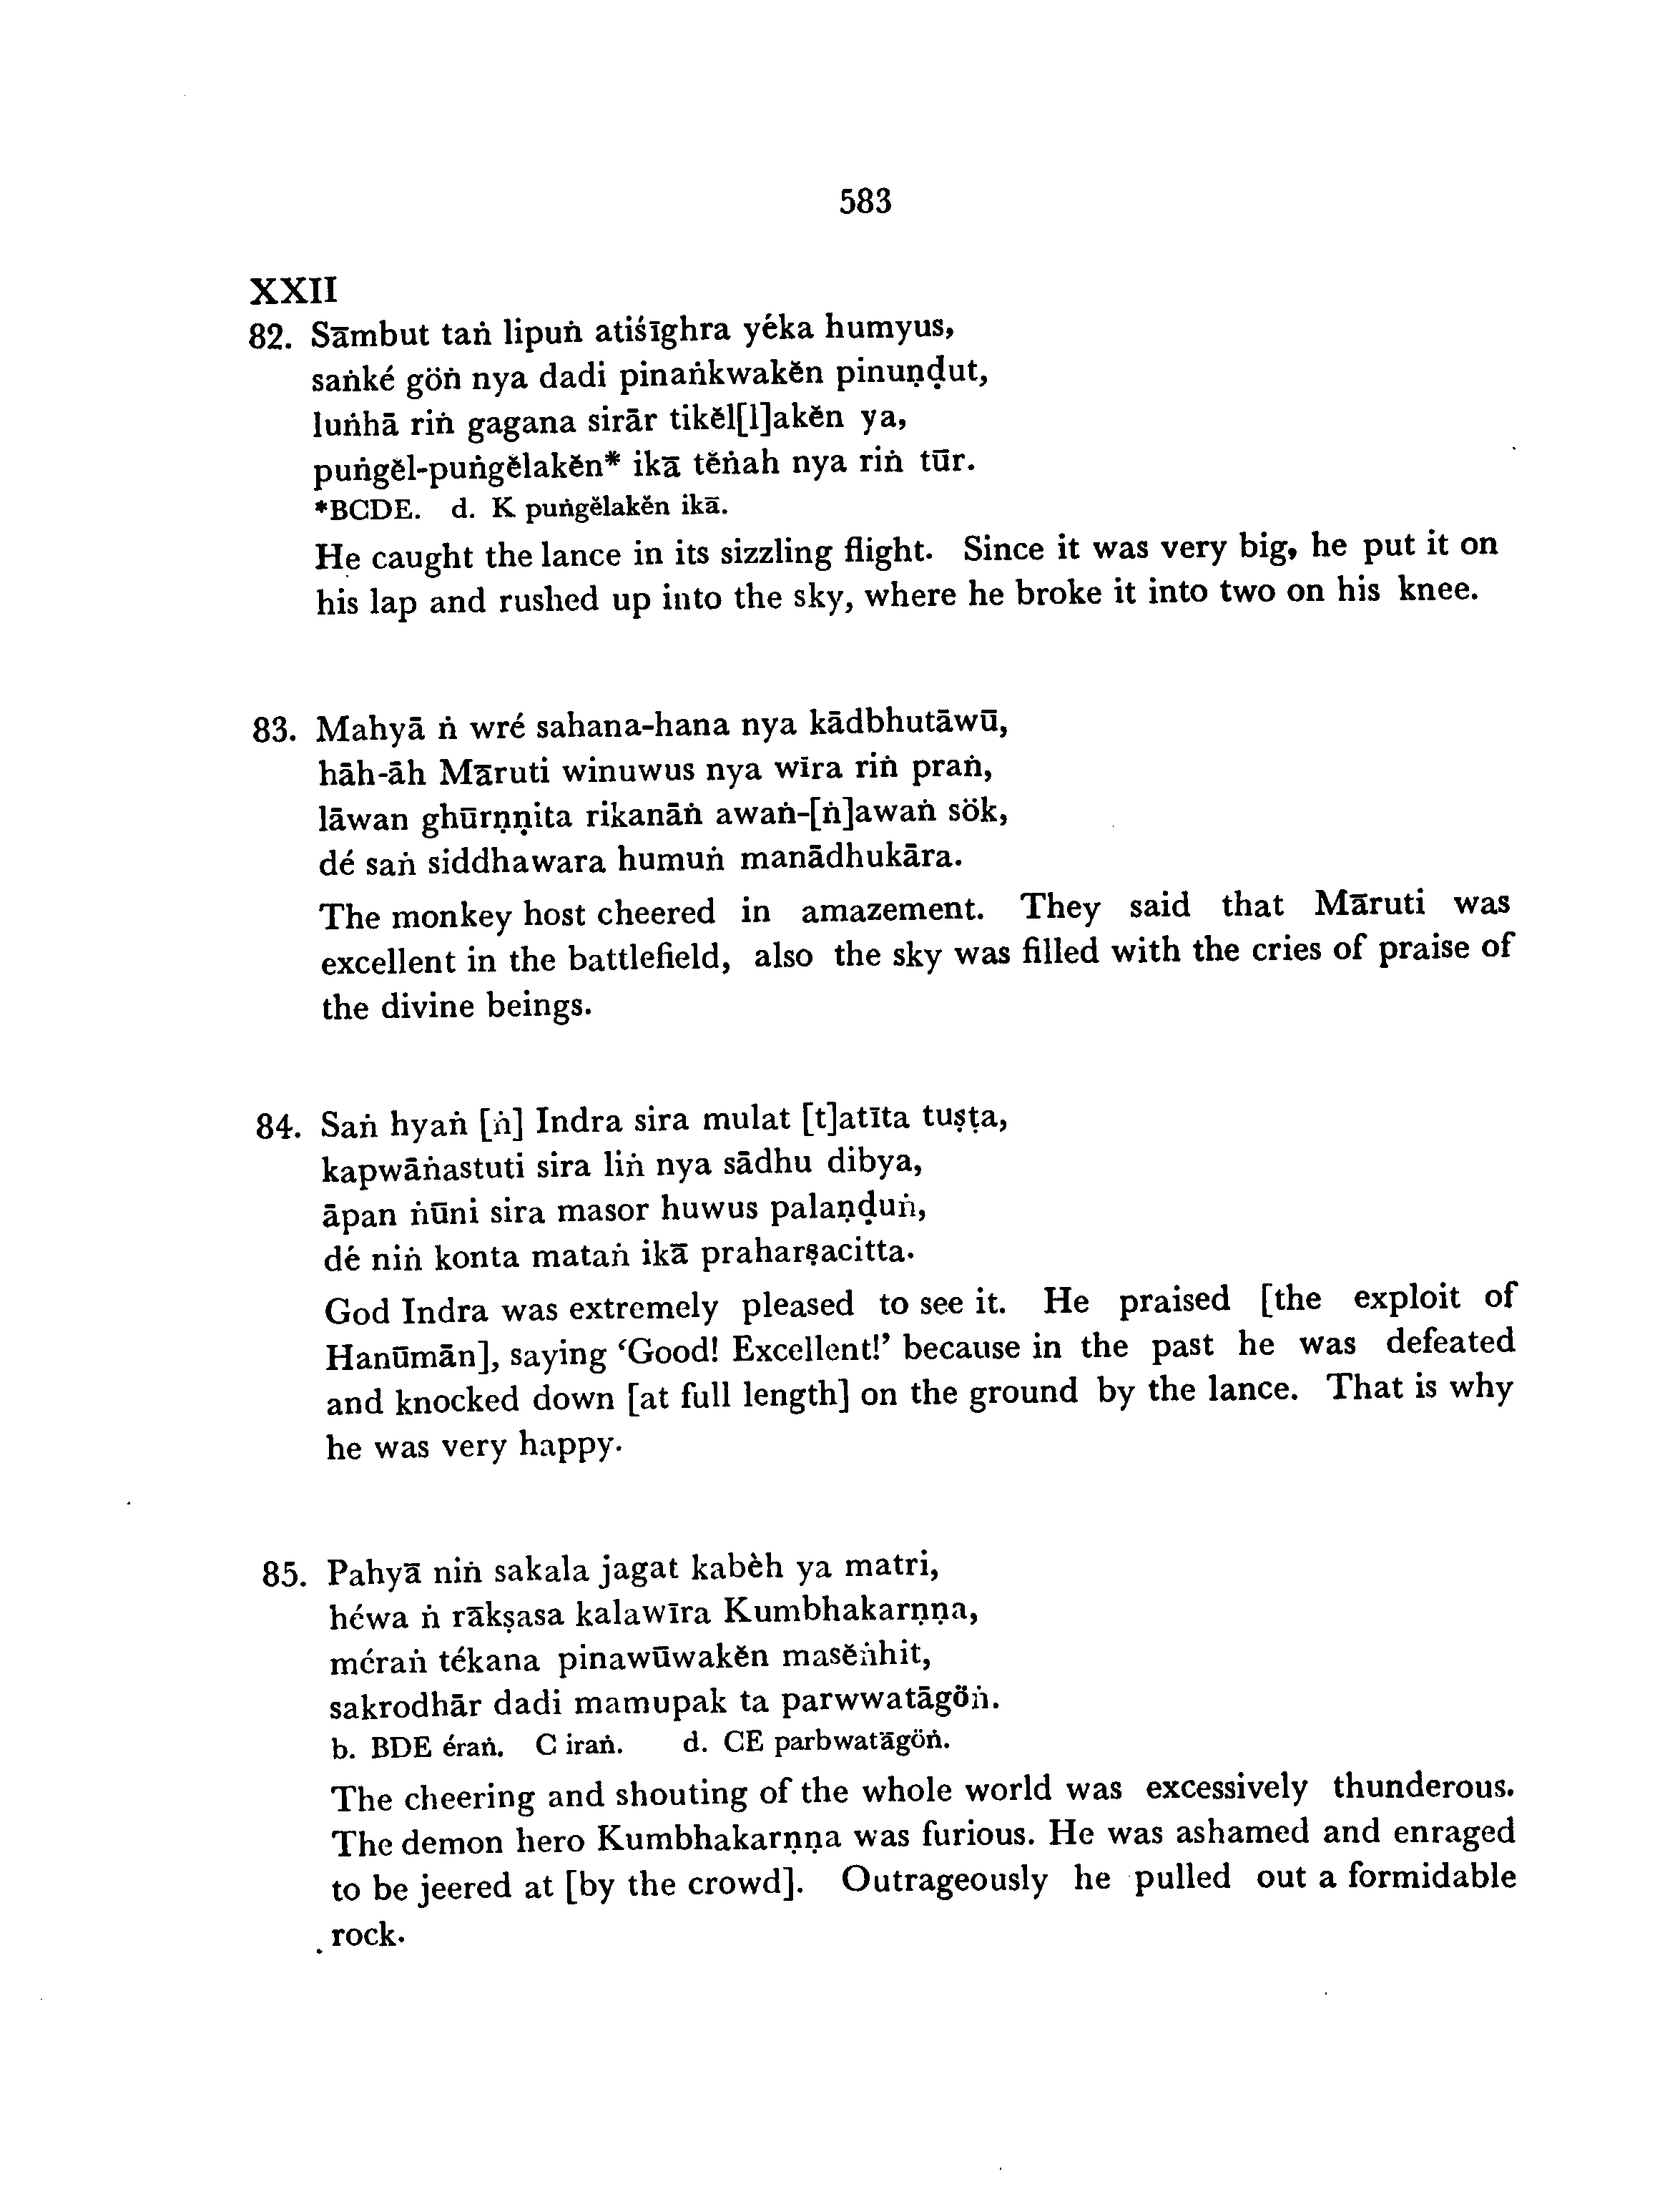 583
XXII
82. Sāmbut taṅ lipuṅ atiśīghra yéka humyus,
saṅké göṅ nya dadi pinaṅkwakĕn pinuṇḍut,
luṅhā riṅ gagana sirār tikĕl[l]akĕn ya,
puṅgĕl-puṅgĕlakĕn* ikā tĕṅah nya riṅ tūr.
*BCDE. d. K puṅgĕlakĕn ikā.
He caught the lance in its sizzling flight. Since it was very big, he put it on
his lap and rushed up into the sky, where he broke it into two on his knee.
83. Mahyā ṅ wré sahana-hana nya kādbhutāwū,
hāh-āh Māruti winuwus nya wīra riṅ praṅ,
lāwan ghūrṇṇita rikanāṅ awaṅ-[ṅ]awaṅ sök,
dé saṅ siddhawara humuṅ manādhukāra.
The monkey host cheered in amazement. They said that Māruti was
excellent in the battlefield, also the sky was filled with the cries of praise of
the divine beings.
84. Saṅ hyaṅ [ṅ] Indra sira mulat [t]atīta tuṣṭa,
kapwāṅastuti sira liṅ nya sādhu dibya,
āpan ṅūni sira masor huwus palaṇḍuṅ,
dé niṅ konta mataṅ ikā praharṣacitta.
God Indra was extremely pleased to see it. He praised [the exploit of
Hanūmān], saying ‘Good! Excellent!’ because in the past he was defeated
and knocked down [at full length] on the ground by the lance. That is why
he was very happy.
85. Pahyā niṅ sakala jagat kabèh ya matri,
héwa ṅ rākṣasa kalawīra Kumbhakarṇṇa,
méraṅ tékana pinawūwakĕn masĕṅhit,
sakrodhār dadi mamupak ta parwwatāgöṅ.
b. BDE éraṅ. C iraṅ. d. CE parbwatāgöṅ.
The cheering and shouting of the whole world was excessively thunderous.
The demon hero Kumbhakarṇṇa was furious. He was ashamed and enraged
to be jeered at [by the crowd]. Outrageously he pulled out a formidable
rock.